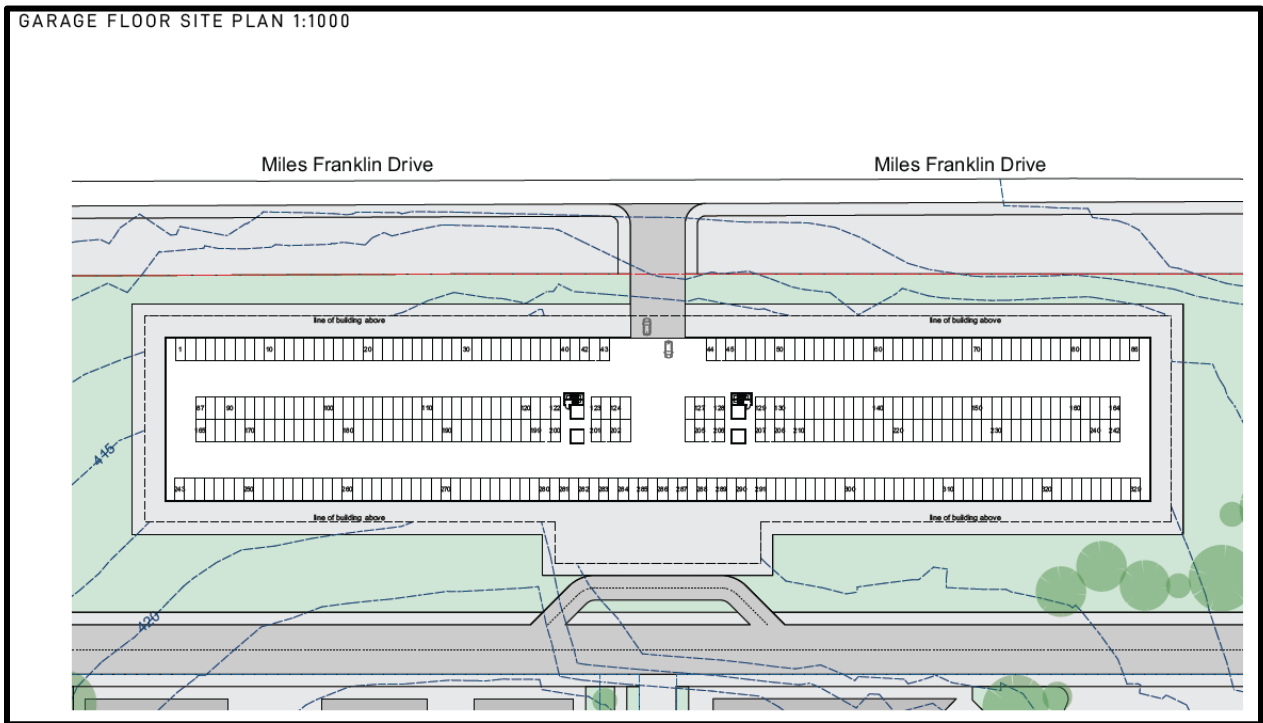 GARAGE FLOOR SITE PLAN 1:1000
Miles Franklin Drive Miles Franklin Drive
line of building above line of building above
1 10 20 30 40 42 43 44 45 50 60 70 80 86
87 90 100 110 120 122 123 124 127 128 129 130 140 150 160 164
165 170 180 190 199 200 201 202 205 206 207 208 210 220 230 240 242
415
243 250 260 270 280 281 282 283 284 285 286 287 288 289 290 291 300 310 320 329
line of building above line of building above
420